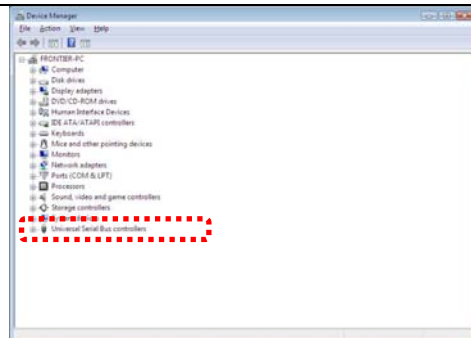 Device Manager
File Action View Help
FRONTIER-PC
Computer
Disk drives
Display adapters
DVD/CD-ROM drives
Human Interface Devices
IDE ATA/ATAPI controllers
Keyboards
Mice and other pointing devices
Monitors
Network adapters
Ports (COM & LPT)
Processors
Sound, video and game controllers
Storage controllers
System devices
Universal Serial Bus controllers